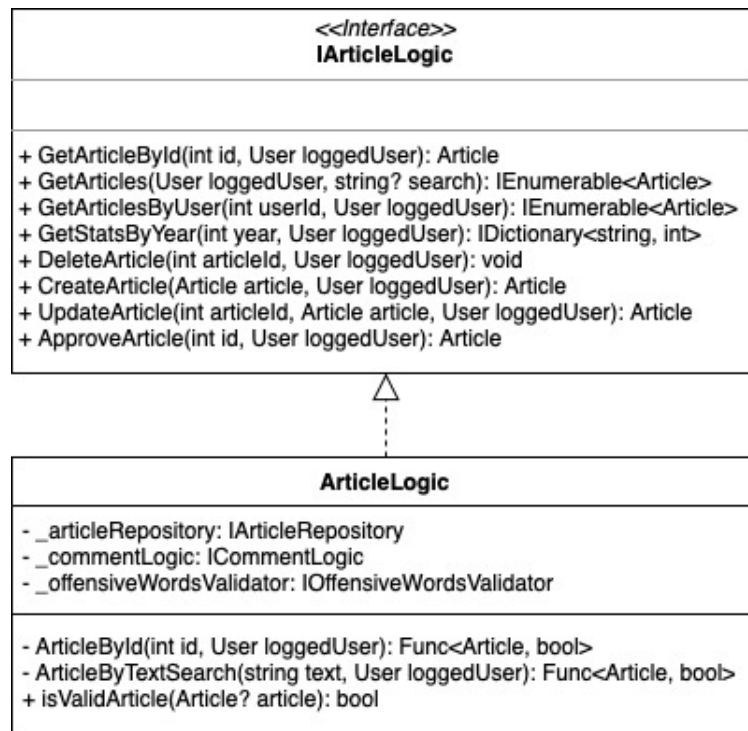 <<Interface>>
IArticleLogic
+ GetArticleById(int id, User loggedUser): Article
+ GetArticles(User loggedUser, string? search): IEnumerable<Article>
+ GetArticlesByUser(int userId, User loggedUser): IEnumerable<Article>
+ GetStatsByYear(int year, User loggedUser): IDictionary<string, int>
+ DeleteArticle(int articleId, User loggedUser): void
+ CreateArticle(Article article, User loggedUser): Article
+ UpdateArticle(int articleId, Article article, User loggedUser): Article
+ ApproveArticle(int id, User loggedUser): Article
ArticleLogic
- _articleRepository: IArticleRepository
- _commentLogic: ICommentLogic
- _offensiveWordsValidator: IOffensiveWordsValidator
- ArticleById(int id, User loggedUser): Func<Article, bool>
- ArticleByTextSearch(string text, User loggedUser): Func<Article, bool>
+ isValidArticle(Article? article): bool